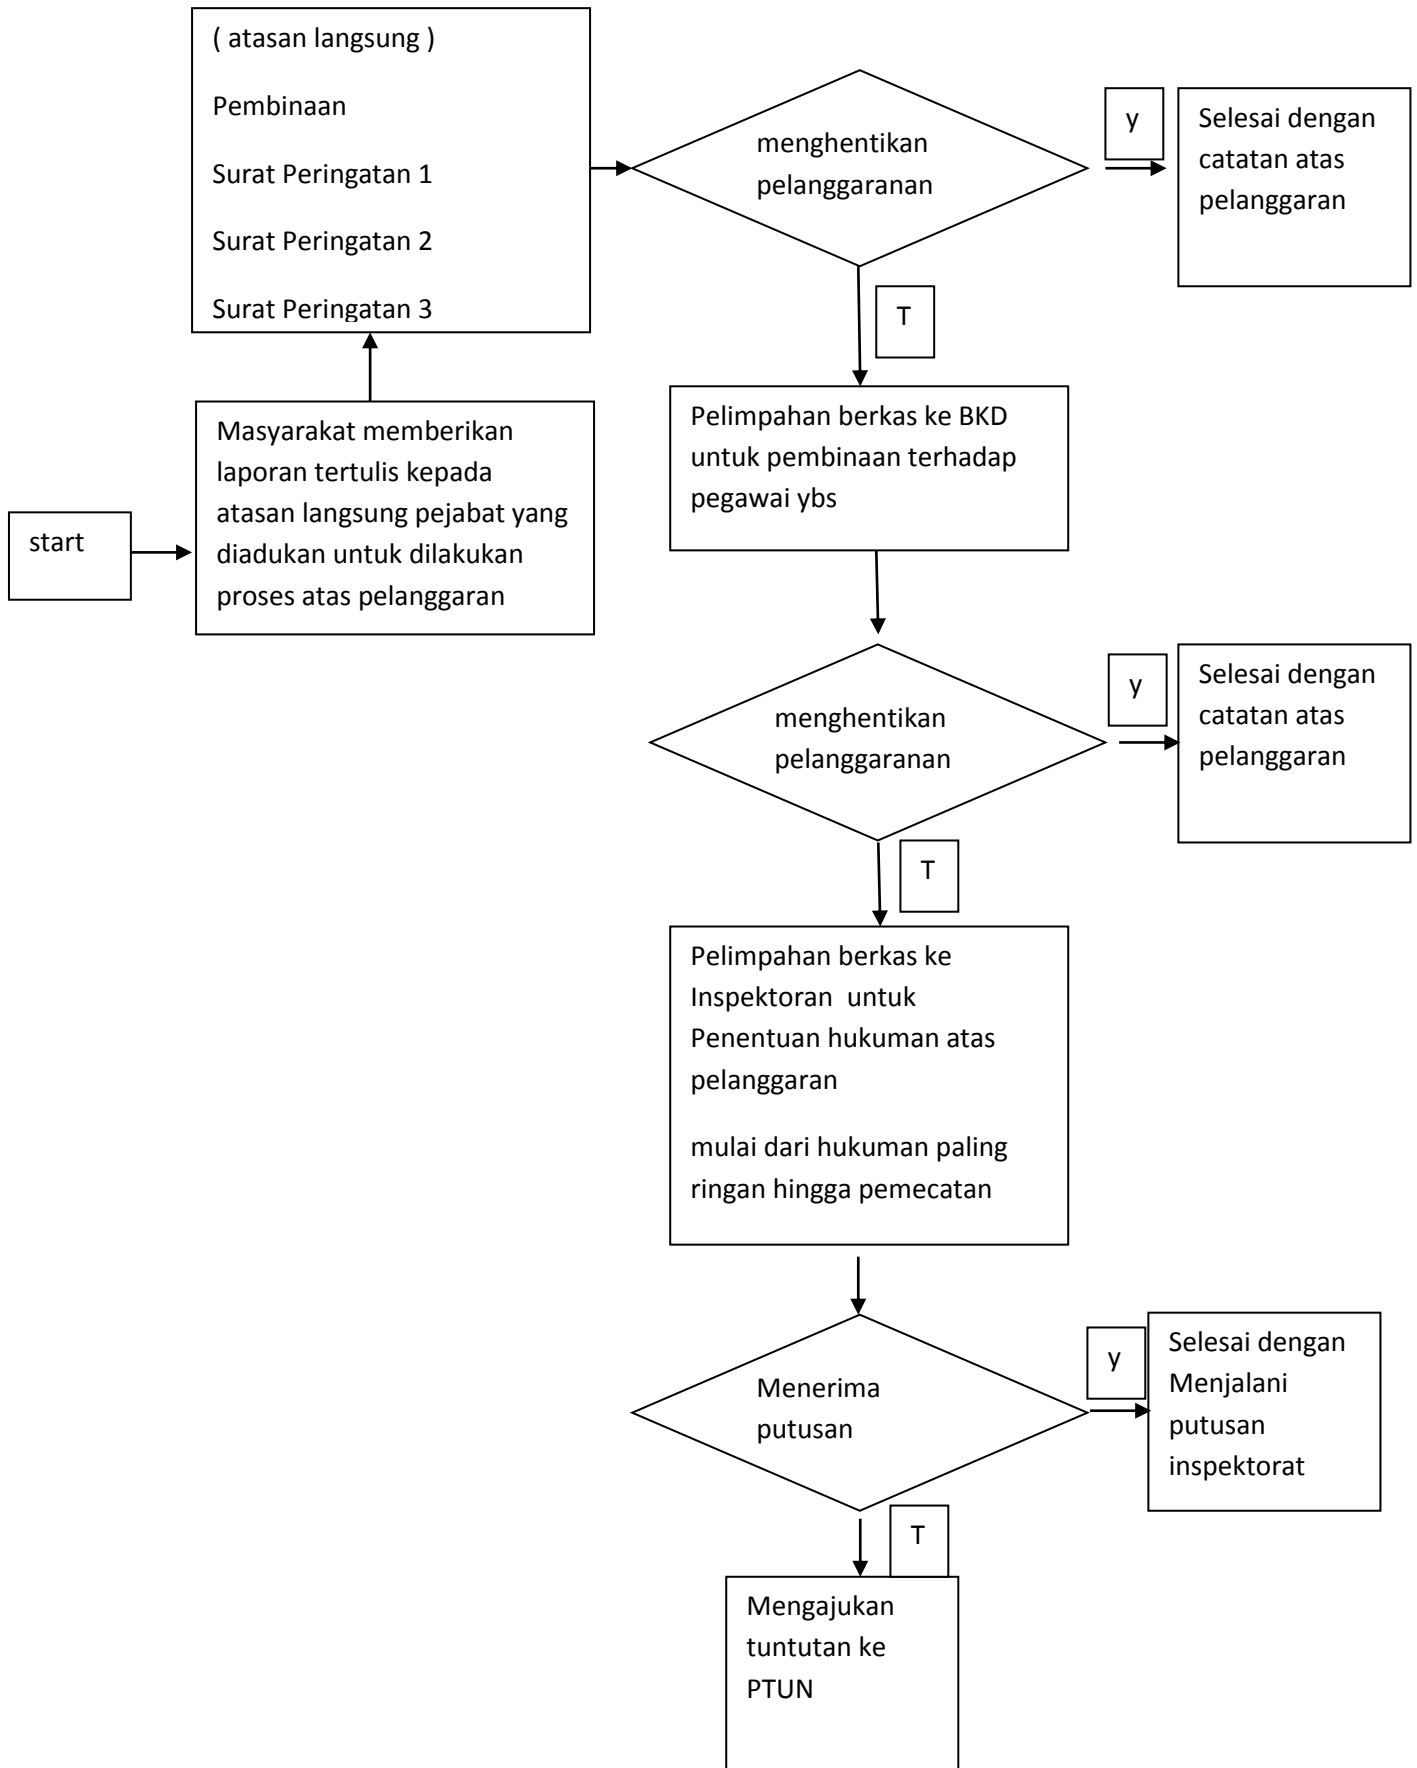 start
Masyarakat memberikan
laporan tertulis kepada
atasan langsung pejabat yang
diadukan untuk dilakukan
proses atas pelanggaran
( atasan langsung )
Pembinaan
Surat Peringatan 1
Surat Peringatan 2
Surat Peringatan 3
menghentikan
pelanggaranan
y
Selesai dengan
catatan atas
pelanggaran
T
Pelimpahan berkas ke BKD
untuk pembinaan terhadap
pegawai ybs
menghentikan
pelanggaranan
y
Selesai dengan
catatan atas
pelanggaran
T
Pelimpahan berkas ke
Inspektoran  untuk
Penentuan hukuman atas
pelanggaran
mulai dari hukuman paling
ringan hingga pemecatan
Menerima
putusan
y
Selesai dengan
Menjalani
putusan
inspektorat
T
Mengajukan
tuntutan ke
PTUN